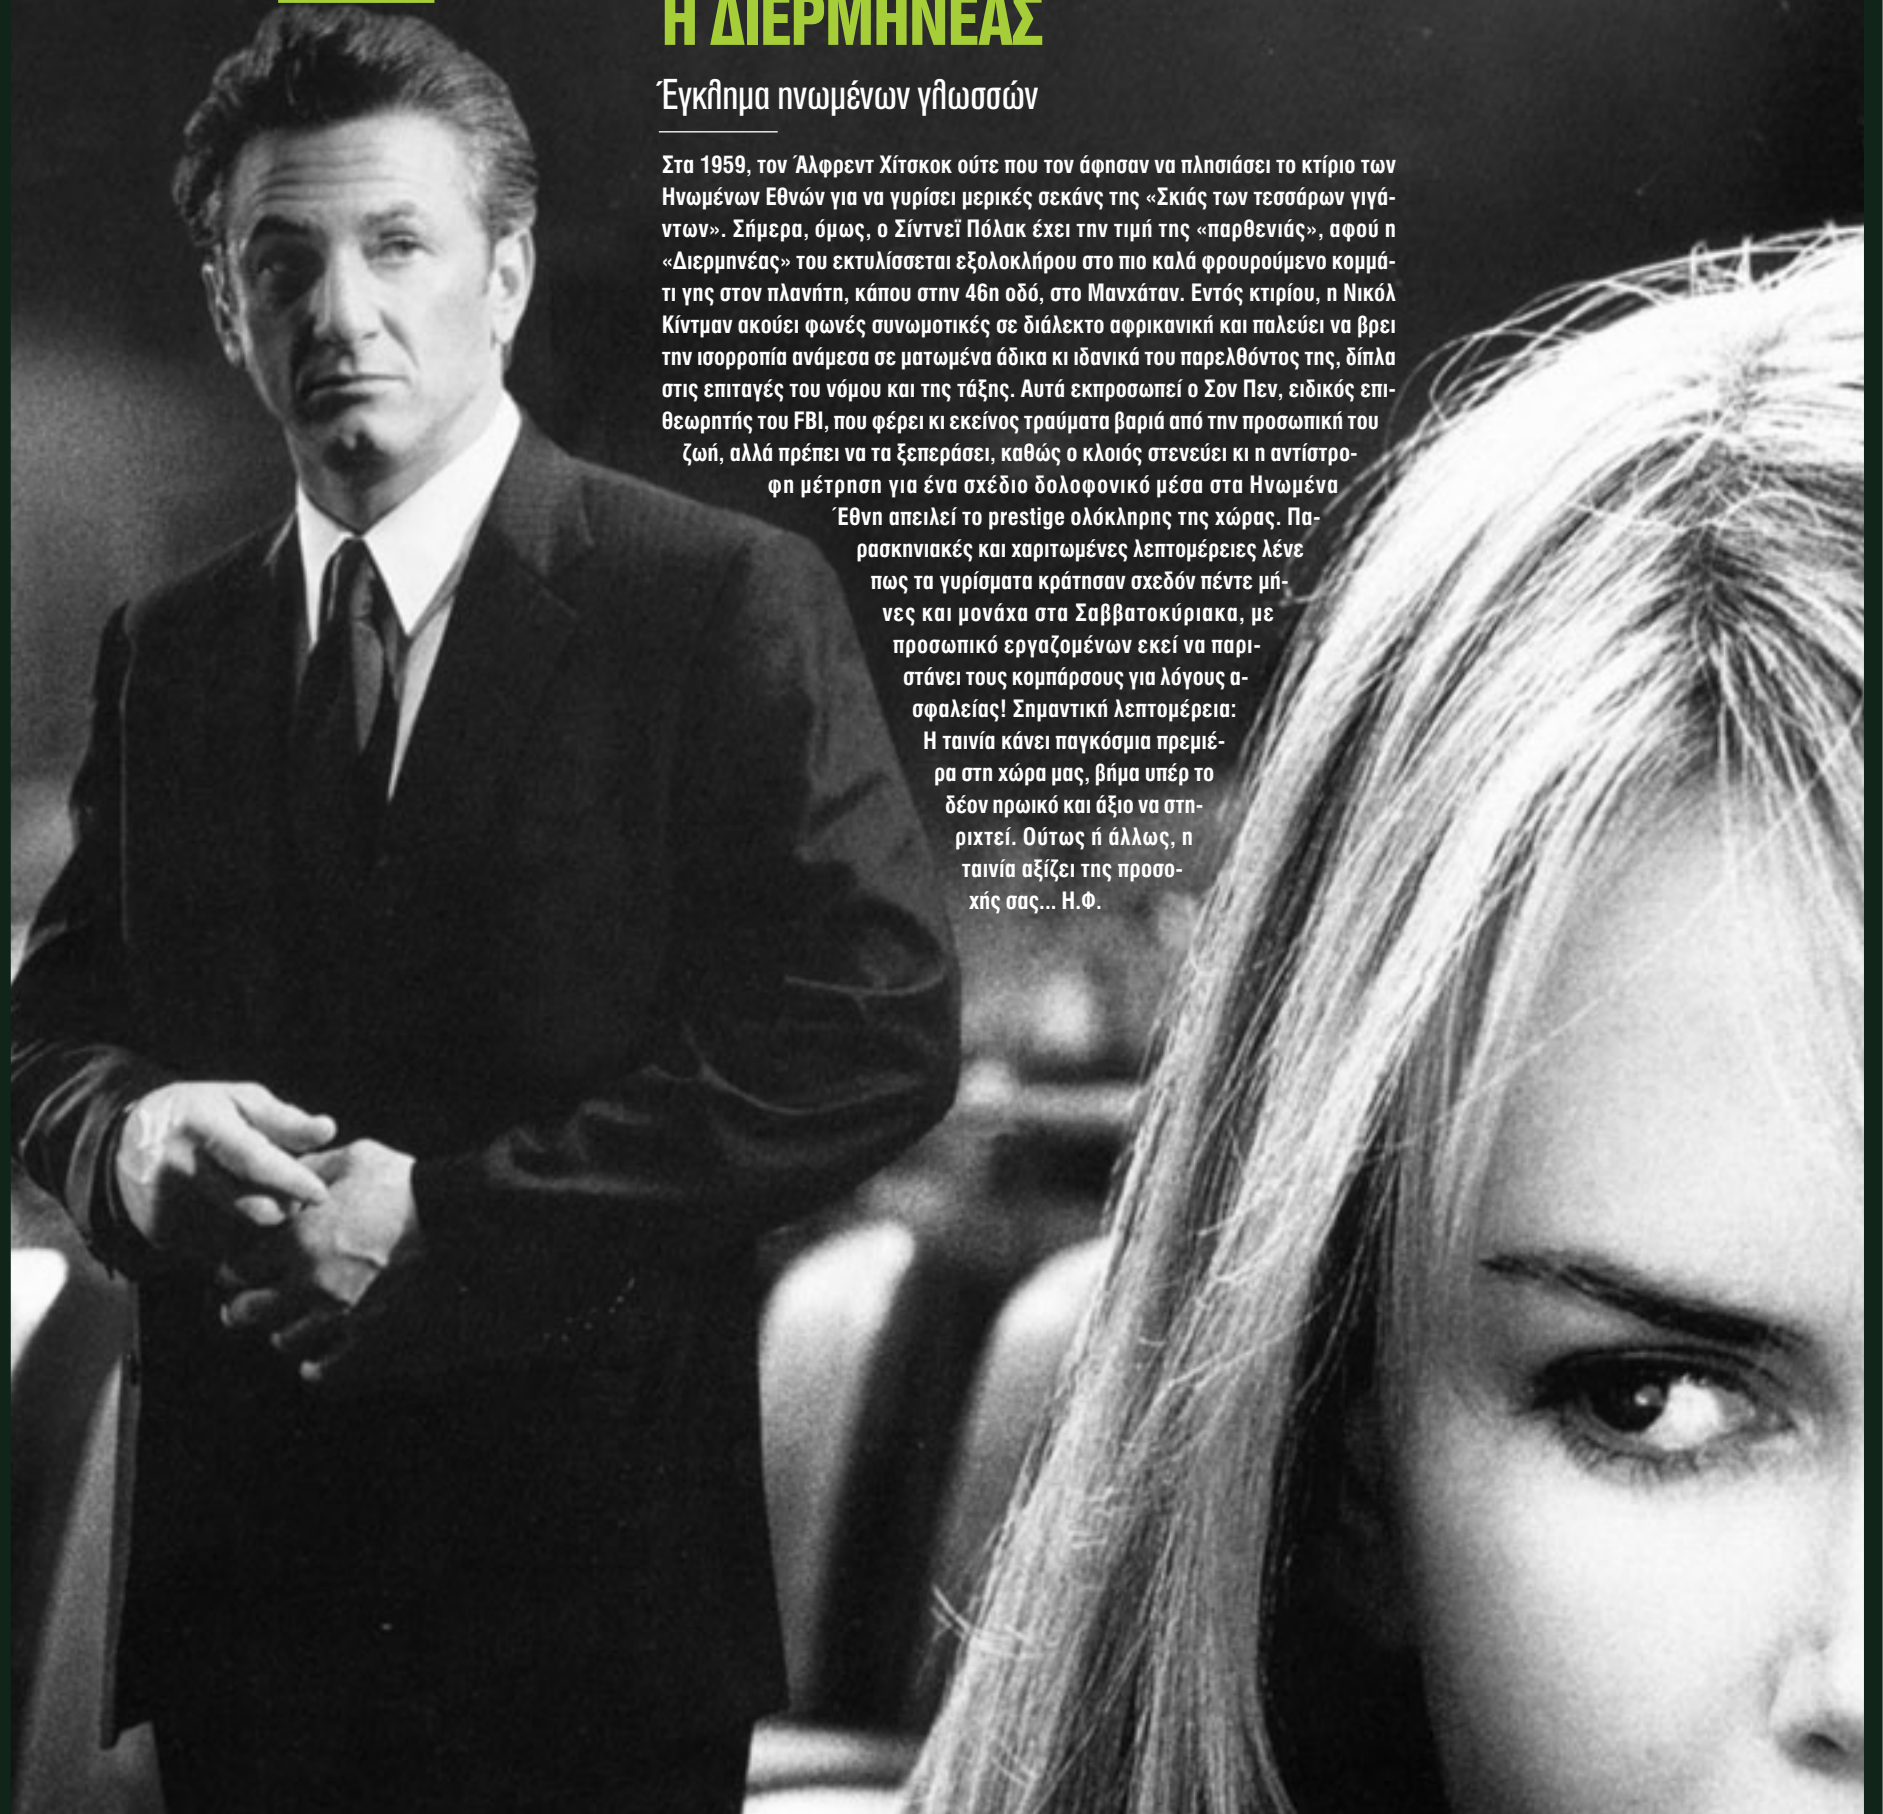 Η ΔΙΕΡΜΗΝΕΑΣ
Έγκλημα ηνωμένων γλωσσών
Στα 1959, τον Άλφρεντ Χίτσκοκ ούτε που τον άφησαν να πλησιάσει το κτίριο των
Ηνωμένων Εθνών για να γυρίσει μερικές σεκάνς της «Σκιάς των τεσσάρων γιγά-
ντων». Σήμερα, όμως, ο Σίντνεϊ Πόλακ έχει την τιμή της «παρθενιάς», αφού η
«Διερμηνέας» του εκτυλίσσεται εξολοκλήρου στο πιο καλά φρουρούμενο κομμά-
τι γης στον πλανήτη, κάπου στην 46η οδό, στο Μανχάταν. Εντός κτιρίου, η Νικόλ
Κίντμαν ακούει φωνές συνωμοτικές σε διάλεκτο αφρικανική και παλεύει να βρει
την ισορροπία ανάμεσα σε ματωμένα άδικα κι ιδανικά του παρελθόντος της, δίπλα
στις επιταγές του νόμου και της τάξης. Αυτά εκπροσωπεί ο Σον Πεν, ειδικός επι-
θεωρητής του FBI, που φέρει κι εκείνος τραύματα βαριά από την προσωπική του
ζωή, αλλά πρέπει να τα ξεπεράσει, καθώς ο κλοιός στενεύει κι η αντίστρο-
φη μέτρηση για ένα σχέδιο δολοφονικό μέσα στα Ηνωμένα
Έθνη απειλεί το prestige ολόκληρης της χώρας. Πα-
ρασκηνιακές και χαριτωμένες λεπτομέρειες λένε
πως τα γυρίσματα κράτησαν σχεδόν πέντε μή-
νες και μονάχα στα Σαββατοκύριακα, με
προσωπικό εργαζομένων εκεί να παρι-
στάνει τους κομπάρσους για λόγους α-
σφαλείας! Σημαντική λεπτομέρεια:
Η ταινία κάνει παγκόσμια πρεμιέ-
ρα στη χώρα μας, βήμα υπέρ το
δέον ηρωικό και άξιο να στη-
ριχτεί. Ούτως ή άλλως, η
ταινία αξίζει της προσο-
χής σας... Η.Φ.